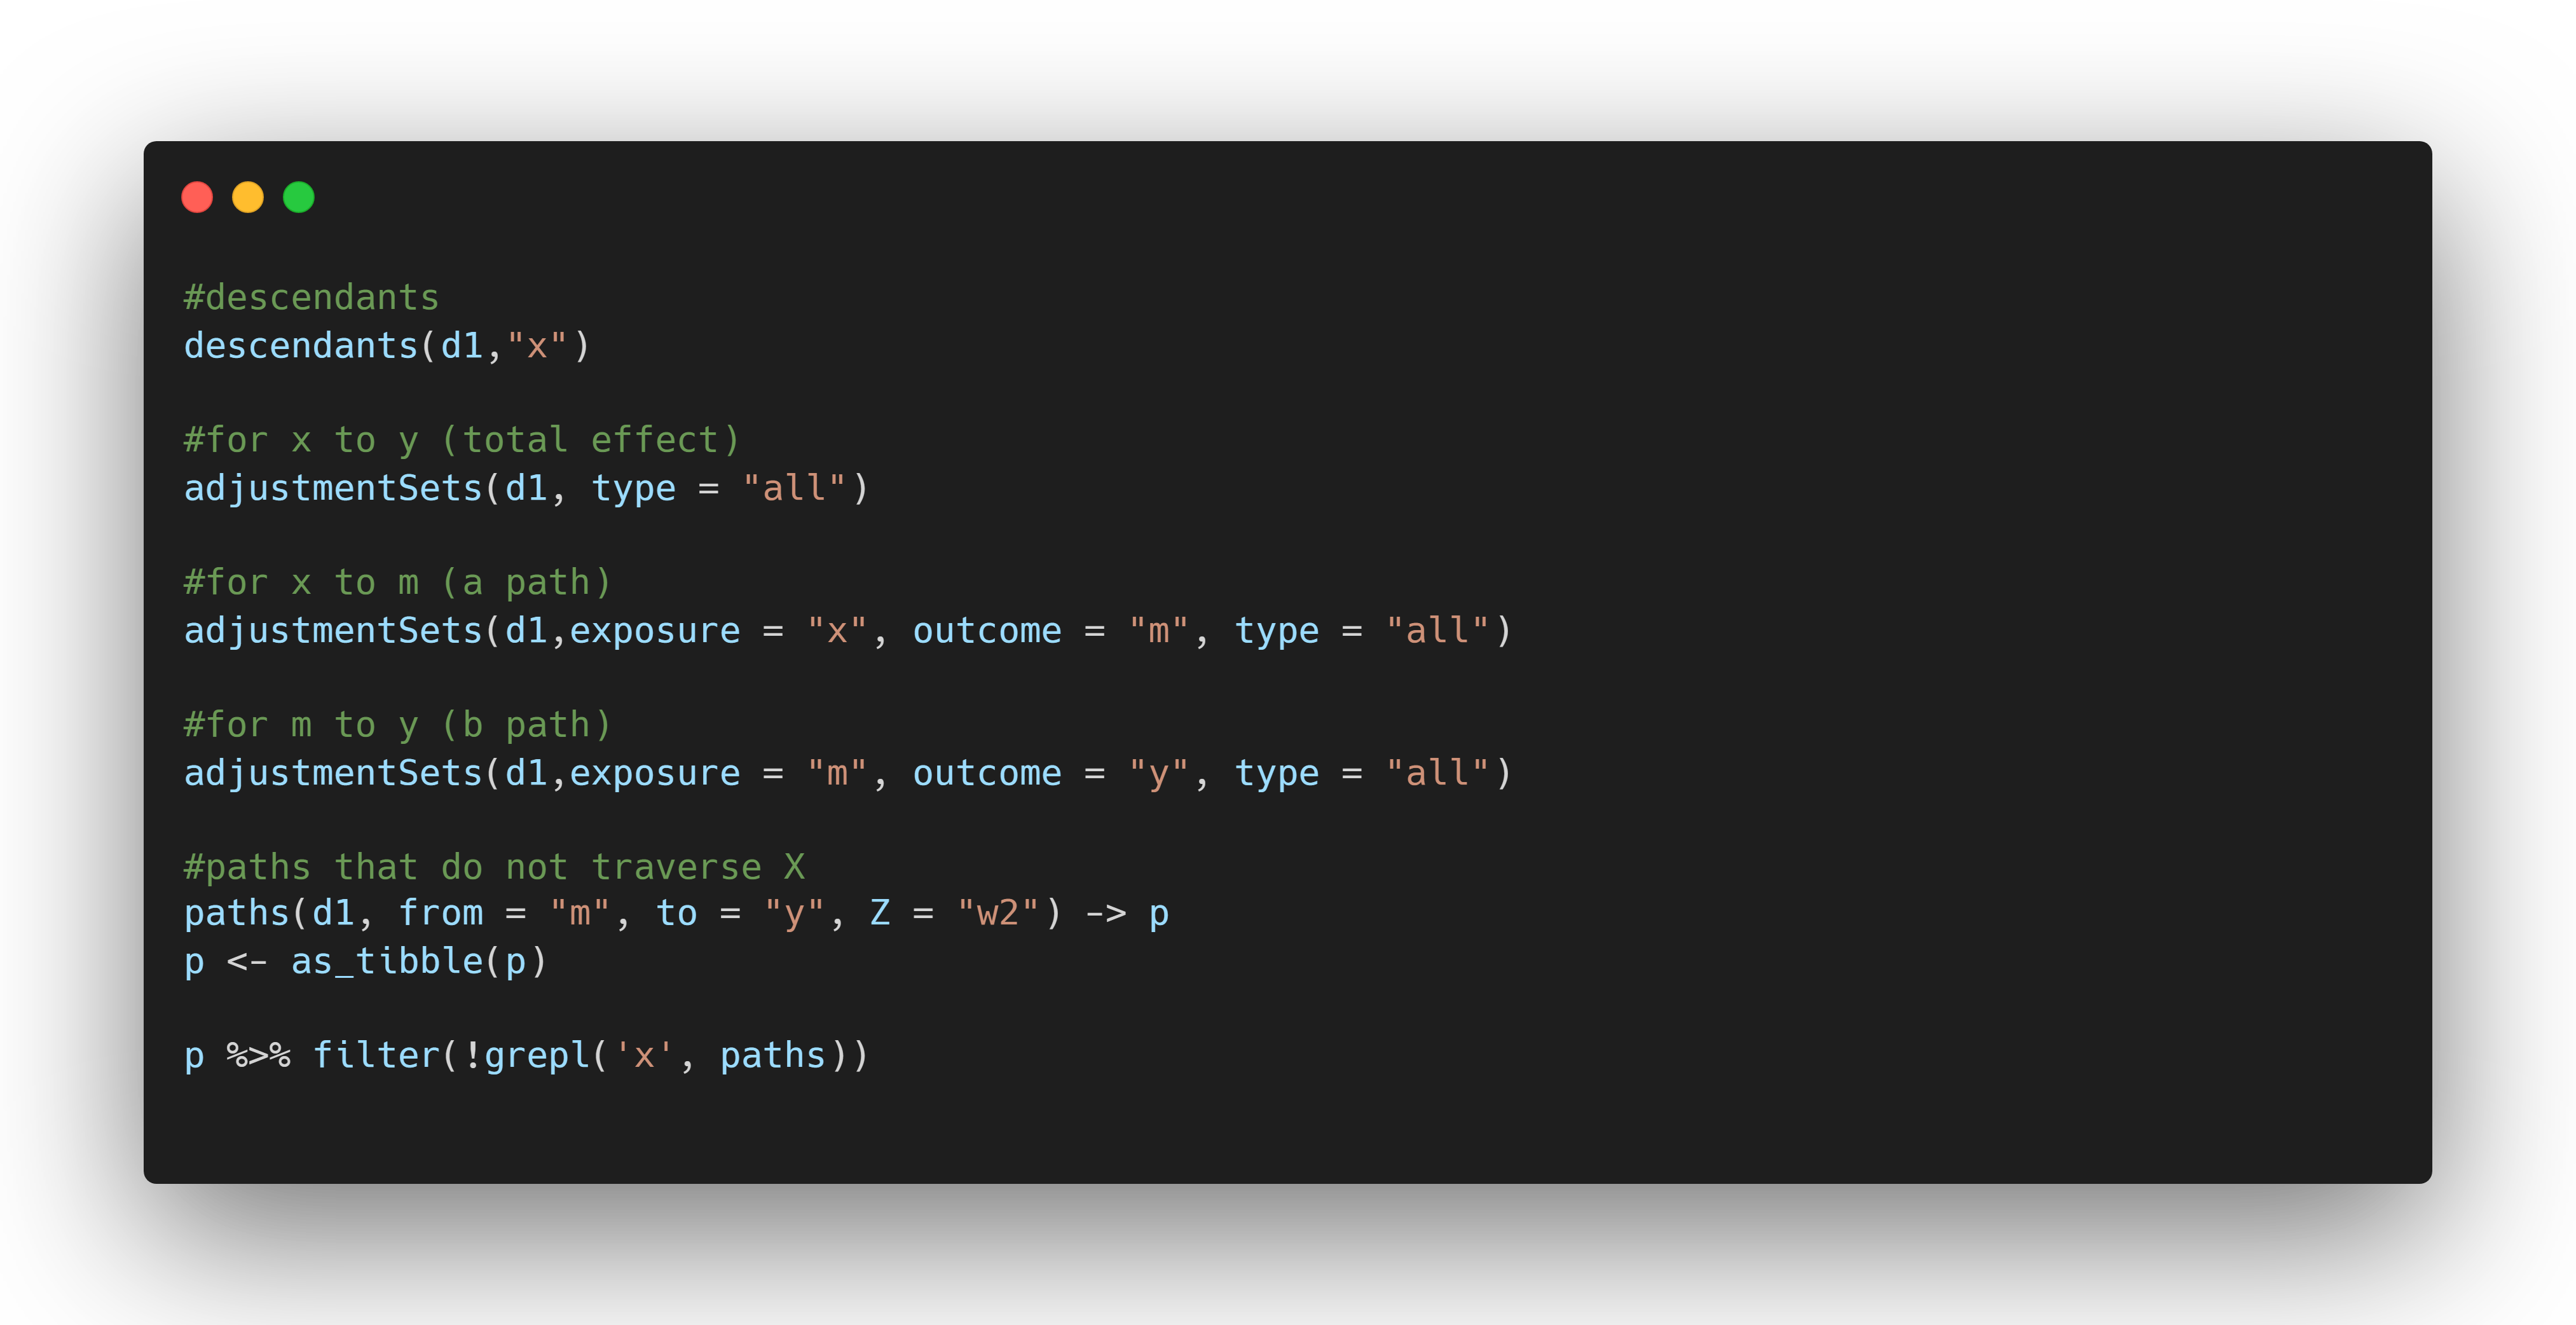 #descendants
descendants(d1,"x")
#for x to y (total effect)
adjustmentSets(d1, type = "all")
#for x to m (a path)
adjustmentSets(d1,exposure = "x", outcome = "m", type = "all")
#for m to y (b path)
adjustmentSets(d1,exposure = "m", outcome = "y", type = "all")
#paths that do not traverse X
paths(d1, from = "m", to = "y", Z = "w2") -> p
p <- as_tibble(p)
p %>% filter(!grepl('x', paths))